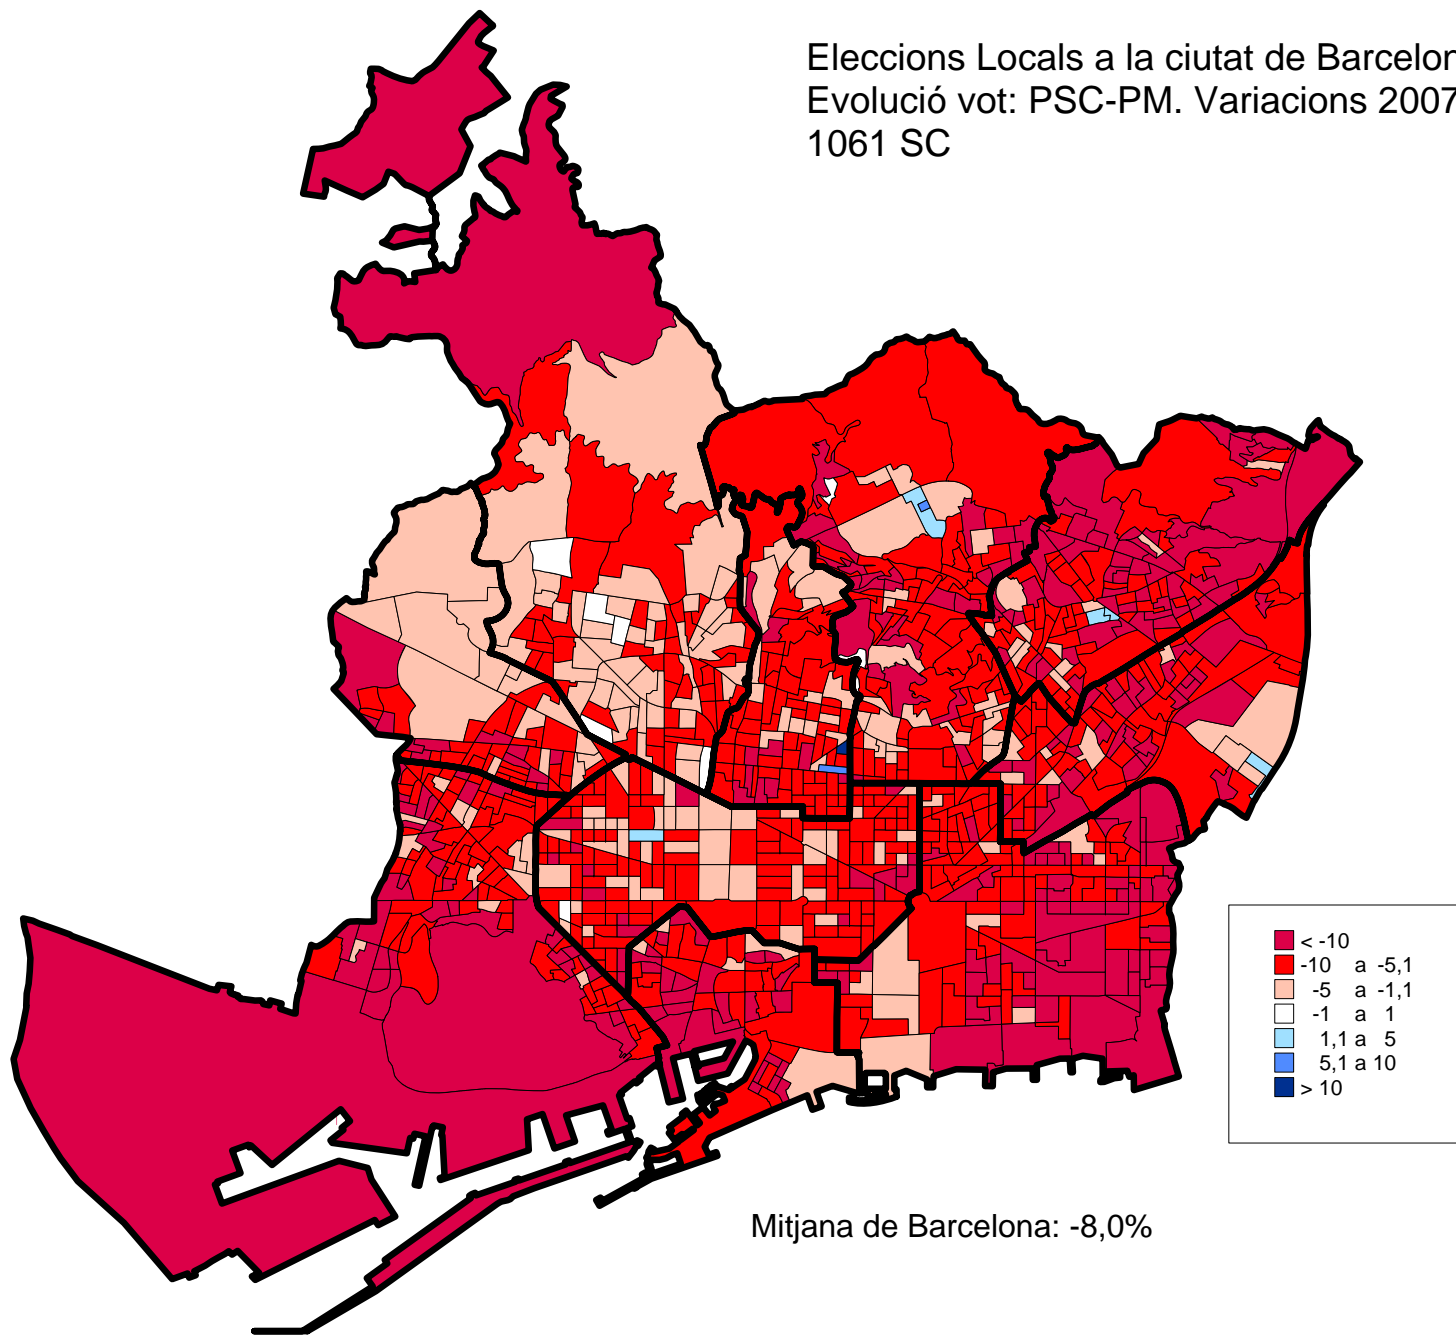 Eleccions Locals a la ciutat de Barcelon
Evolució vot: PSC-PM. Variacions 2007
1061 SC
< -10
-10 a -5,1
-5 a -1,1
-1 a 1
1,1 a 5
5,1 a 10
> 10
Mitjana de Barcelona: -8,0%